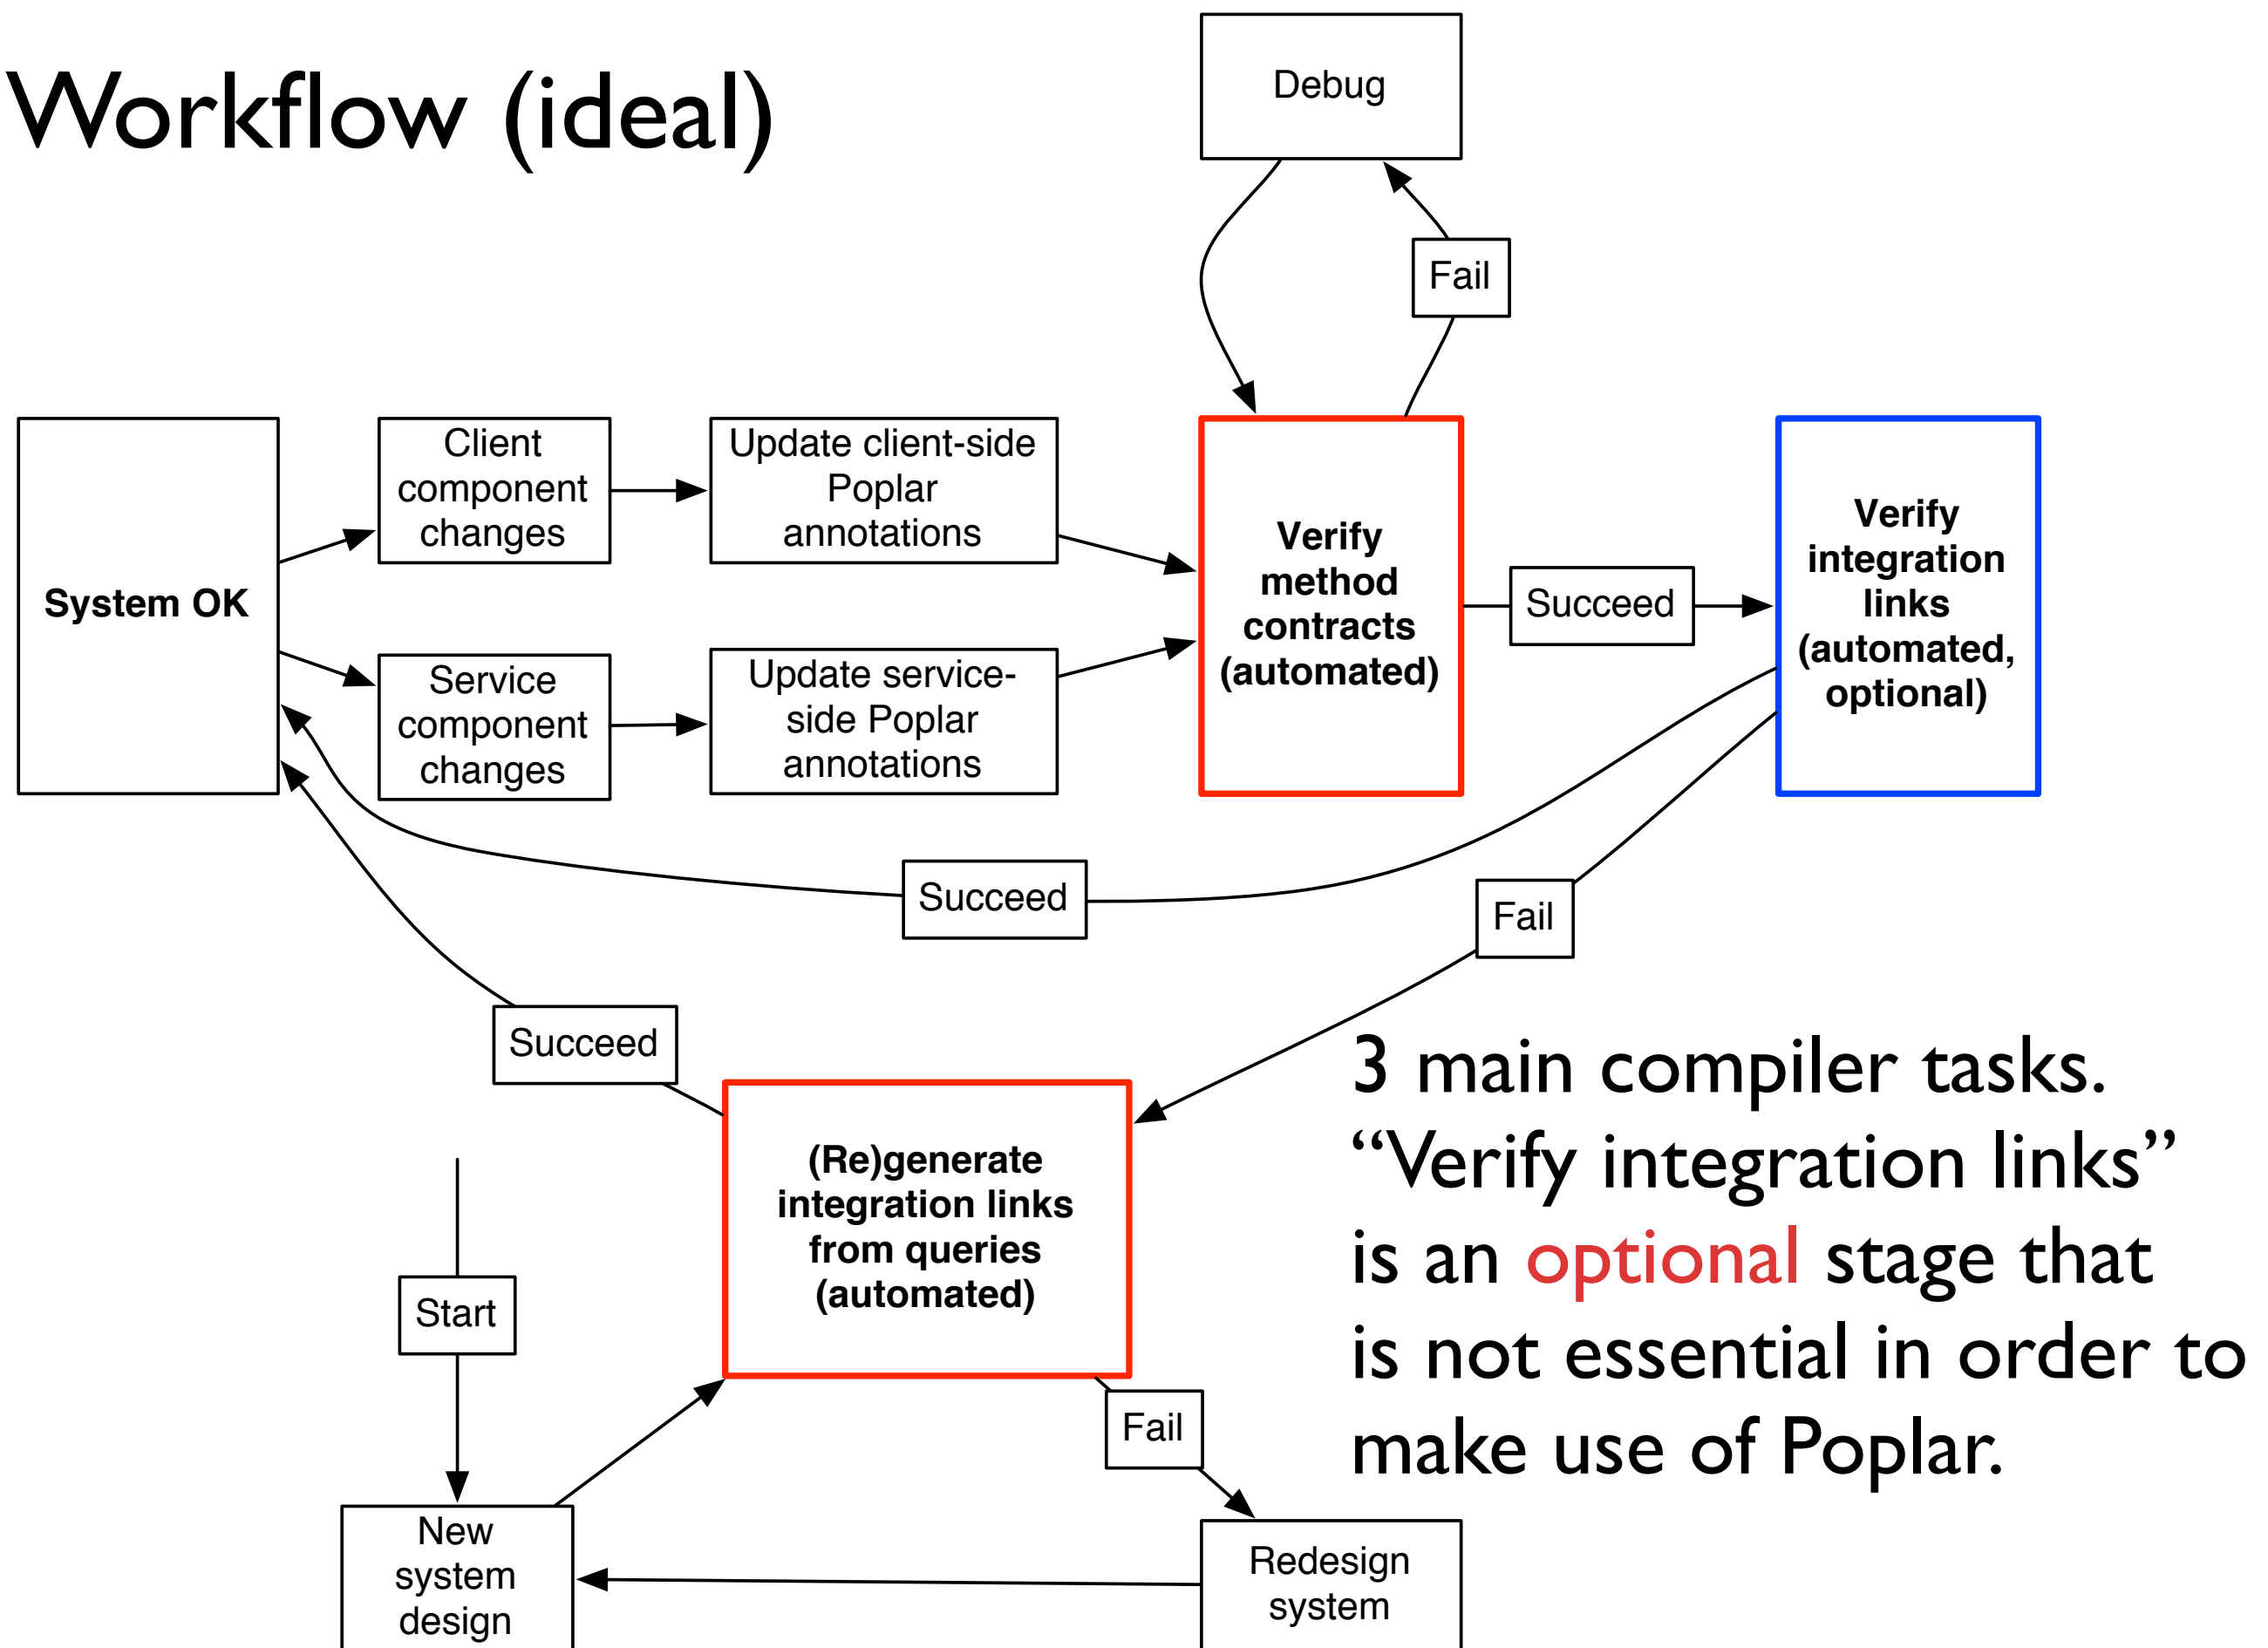 Workflow (ideal)
Debug
Fail
System OK
Client
component
changes
Update client-side
Poplar
annotations
Service
component
changes
Update service-
side Poplar
annotations
Verify
method
contracts
(automated)
Succeed
Verify
integration
links
(automated,
optional)
Succeed
Fail
Succeed
(Re)generate
integration links
from queries
(automated)
Start
Fail
New
system
design
Redesign
system
3 main compiler tasks.
“Verify integration links”
is an optional stage that
is not essential in order to
make use of Poplar.